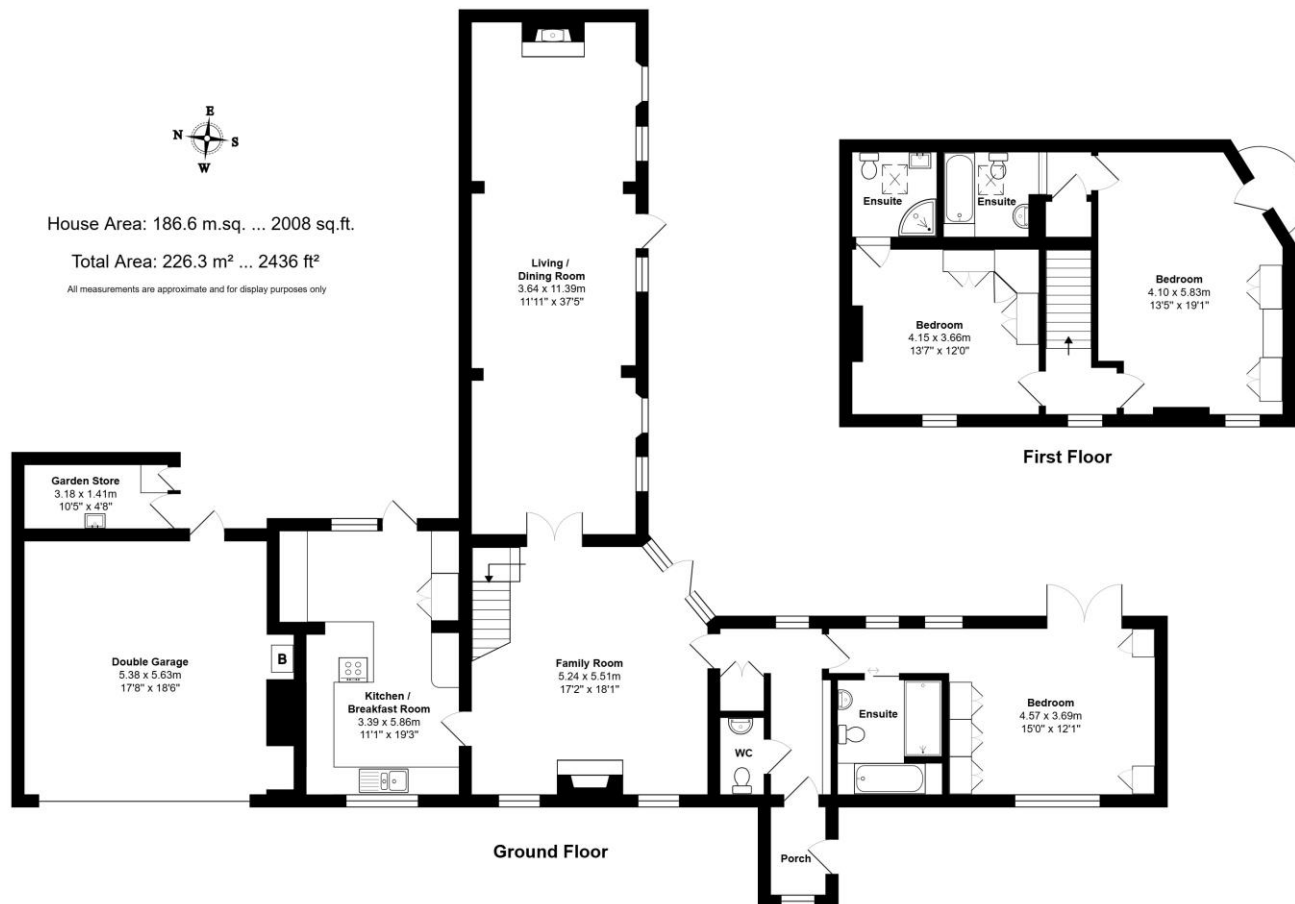 E
N
S
W
House Area: 186.6 m.sq. ... 2008 sq.ft.
Total Area: 226.3 m² ... 2436 ft²
All measurements are approximate and for display purposes only
Living /
Dining Room
3.64 x 11.39m
11'11" x 37'5"
Garden Store
3.18 x 1.41m
10'5" x 4'8"
Double Garage
5.38 x 5.63m
17'8" x 18'6"
B
Kitchen /
Breakfast Room
3.39 x 5.86m
11'1" x 19'3"
Family Room
5.24 x 5.51m
17'2" x 18'1"
WC
Ensuite
Bedroom
4.57 x 3.69m
15'0" x 12'1"
Porch
Ground Floor
Ensuite
Ensuite
Bedroom
4.15 x 3.66m
13'7" x 12'0"
Bedroom
4.10 x 5.83m
13'5" x 19'1"
First Floor